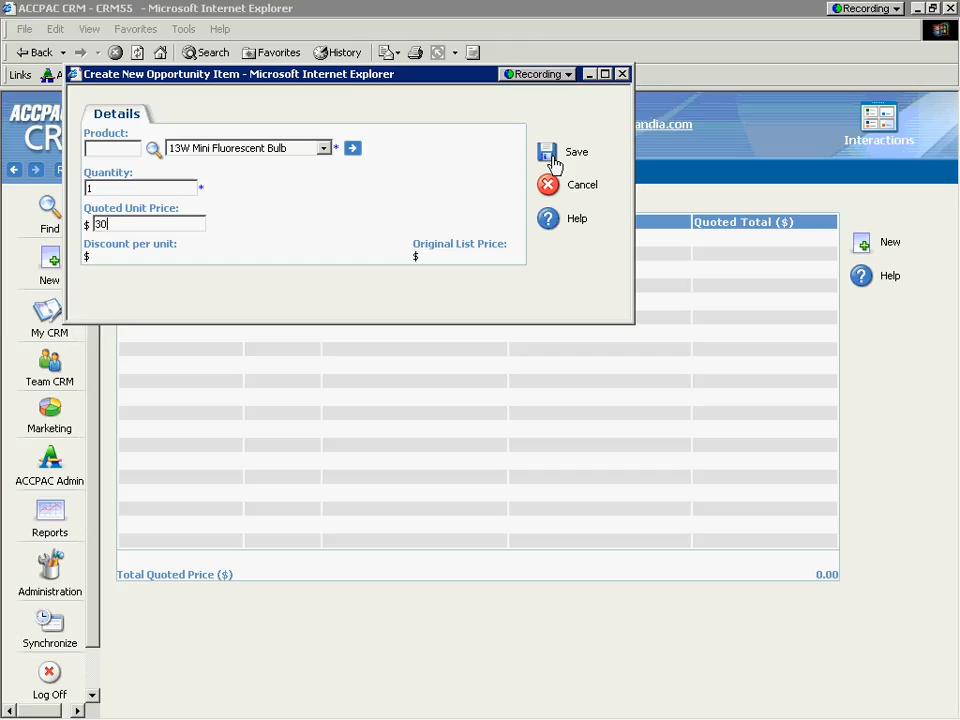 ACCPAC CRM - CRM55 - Microsoft Internet Explorer
Recording
File Edit View Favorites Tools Help
Back Search Favorites History
Links
Create New Opportunity Item - Microsoft Internet Explorer
Recording
Details
Product:
13W Mini Fluorescent Bulb *
Quantity:
1 *
Quoted Unit Price:
$ 30
Discount per unit:
$
Original List Price:
$
Save
Cancel
Help
ACCPA
CR
andia.com
Interactions
Quoted Total ($)
New
Help
Find
New
My CRM
Team CRM
Marketing
ACCPAC Admin
Reports
Administration
Synchronize
Log Off
Total Quoted Price ($) 0.00